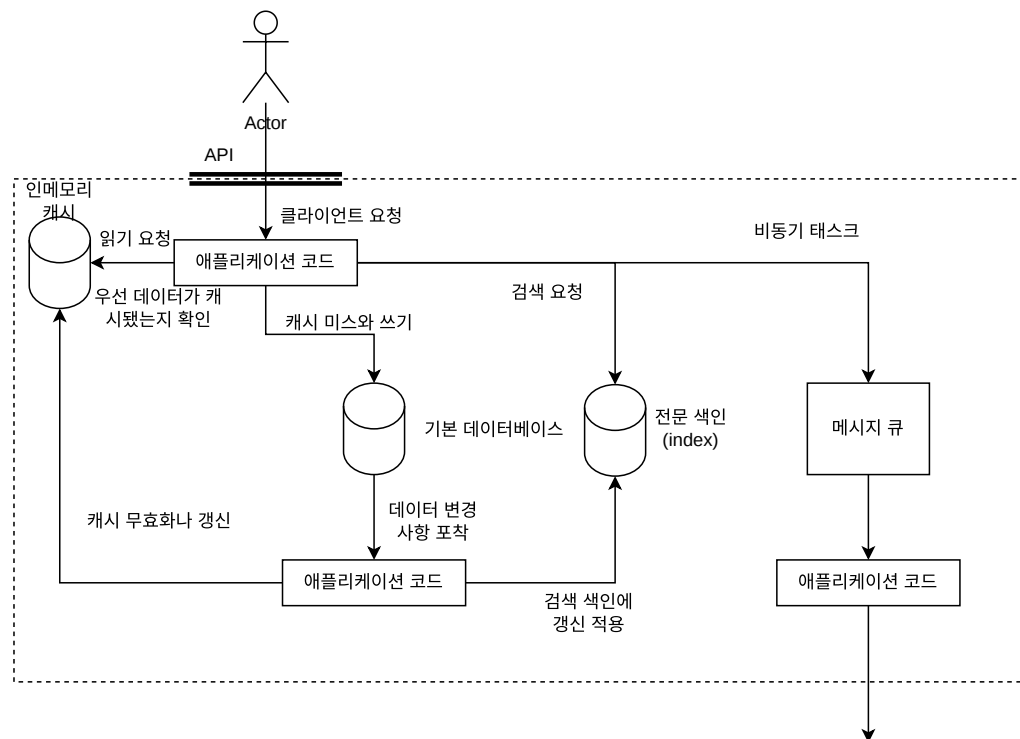 Actor
API
인메모리
캐시
클라이언트 요청
읽기 요청
애플리케이션 코드
비동기 태스크
우선 데이터가 캐
시됐는지 확인
검색 요청
캐시 미스와 쓰기
기본 데이터베이스
전문 색인
(index)
메시지 큐
캐시 무효화나 갱신
데이터 변경
사항 포착
애플리케이션 코드
애플리케이션 코드
검색 색인에
갱신 적용